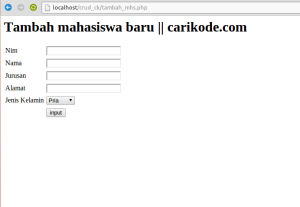 localhost/crud_ck/tambah_mhs.php
Tambah mahasiswa baru || carikode.com
Nim
Nama
Jurusan
Alamat
Jenis Kelamin Pria
input